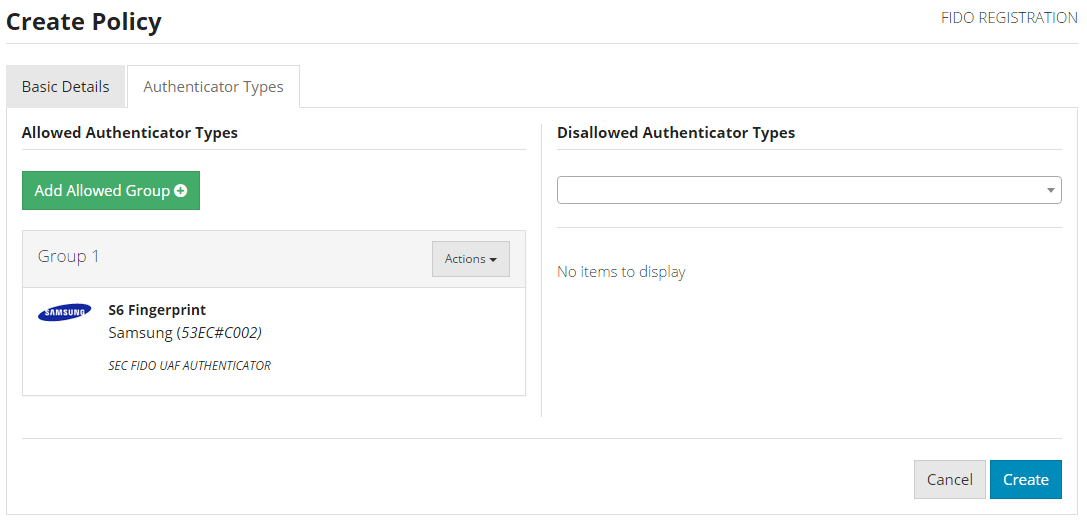 Create Policy
FIDO REGISTRATION
Basic Details
Authenticator Types
Allowed Authenticator Types
Add Allowed Group
Group 1
Actions
SAMSUNG
S6 Fingerprint
Samsung (53EC#C002)
SEC FIDO UAF AUTHENTICATOR
Disallowed Authenticator Types
No items to display
Cancel
Create